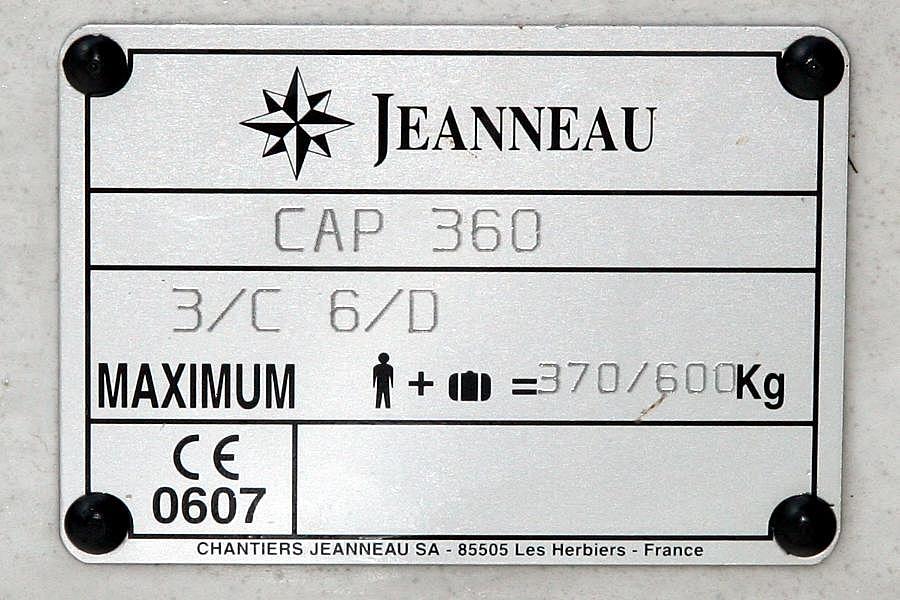 JEANNEAU
CAP 360
3/C 6/D
MAXIMUM + =370/600Kg
CE
0607
CHANTIERS JEANNEAU SA - 85505 Les Herbiers - France